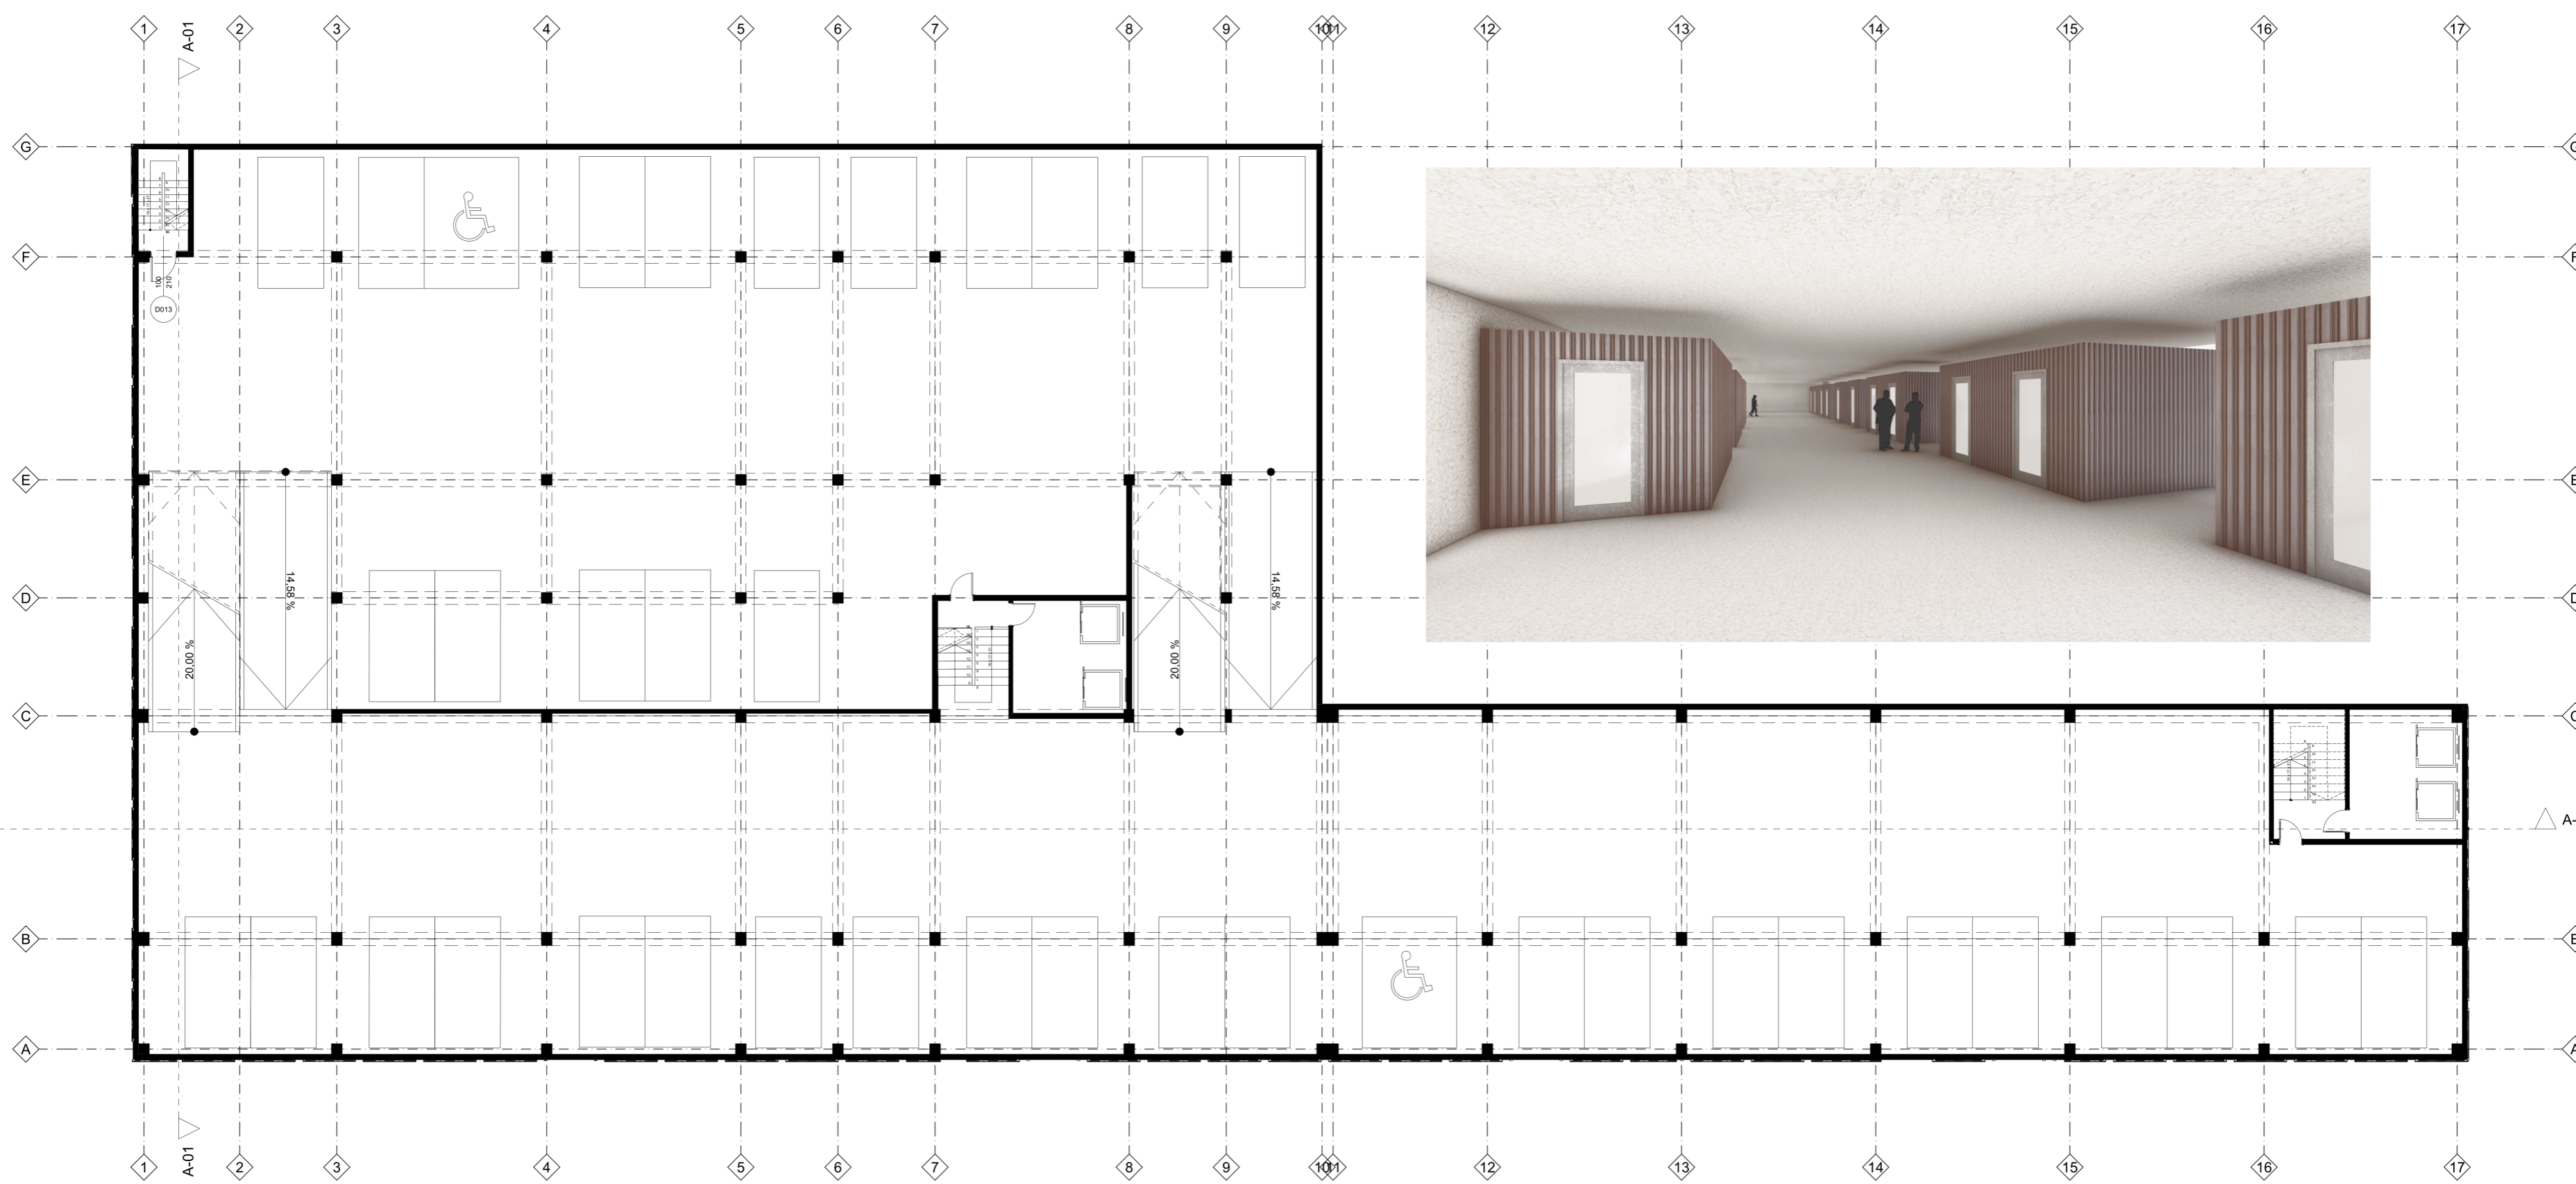 1 A-01 2 3 4 5 6 7 8 9 10 11 12 13 14 15 16 17
G G
F F
100
210
D013
E E
14,58 % 14,58 %
D D
20,00 % 20,00 %
C C
A-
B B
A A
A-01
1 2 3 4 5 6 7 8 9 10 11 12 13 14 15 16 17